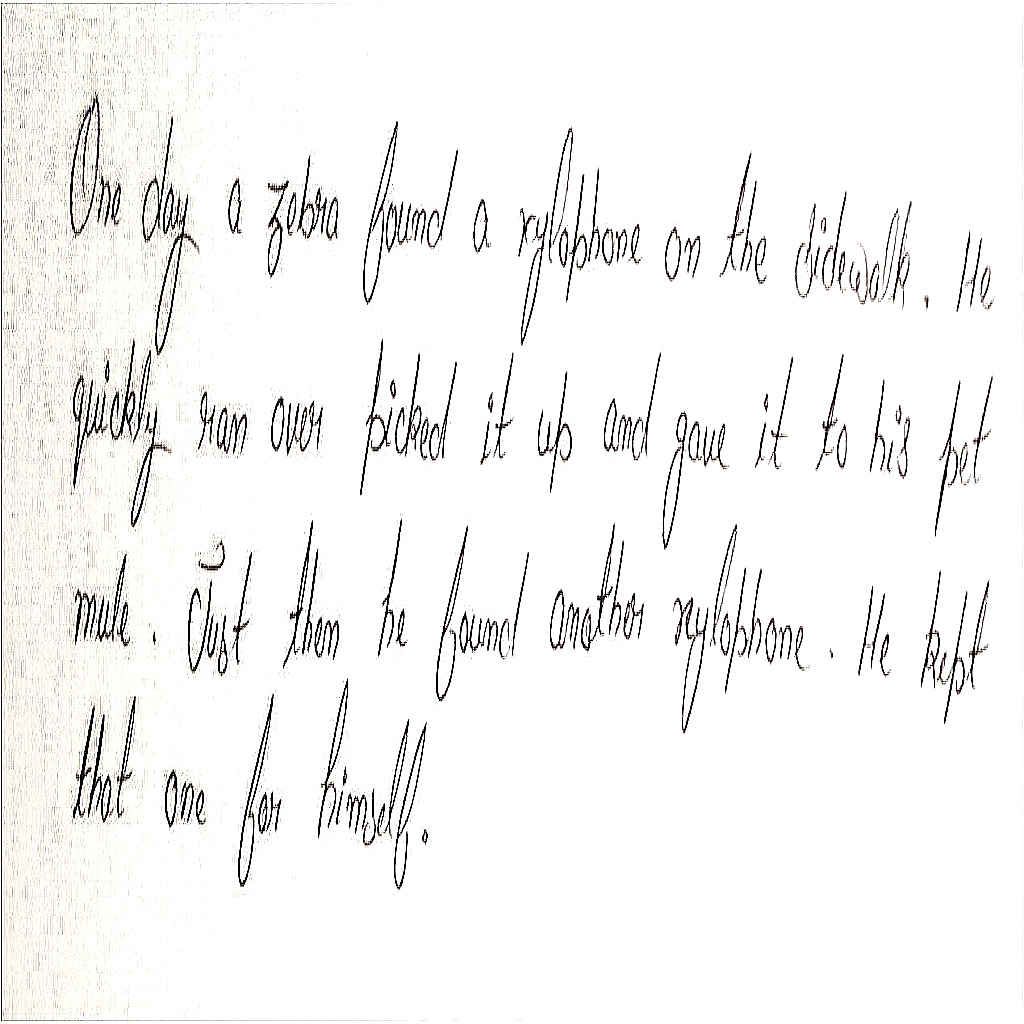 One day a zebra found a xylophone on the sidewalk. He
quickly ran over picked it up and gave it to his pet
mule. Just then he found another xylophone. He kept
that one for himself.